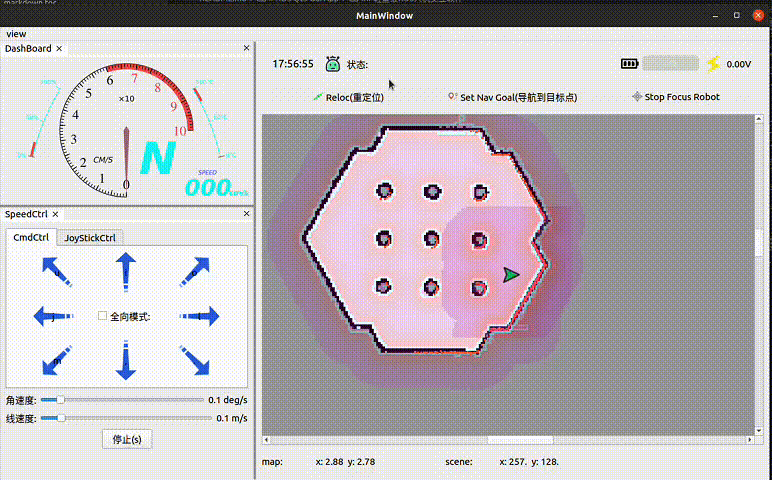 MainWindow
view
DashBoard
5
6
7
8
9
10
4
3
2
1
0
×10
CM/S
N
SPEED
000
17:56:55
状态:
0.00V
Reloc(重定位)
Set Nav Goal(导航到目标点)
Stop Focus Robot
SpeedCtrl
CmdCtrl
JoyStickCtrl
全向模式:
角速度:
0.1 deg/s
线速度:
0.1 m/s
停止(s)
map:
x: 2.88 y: 2.78
scene:
x: 257. y: 128.